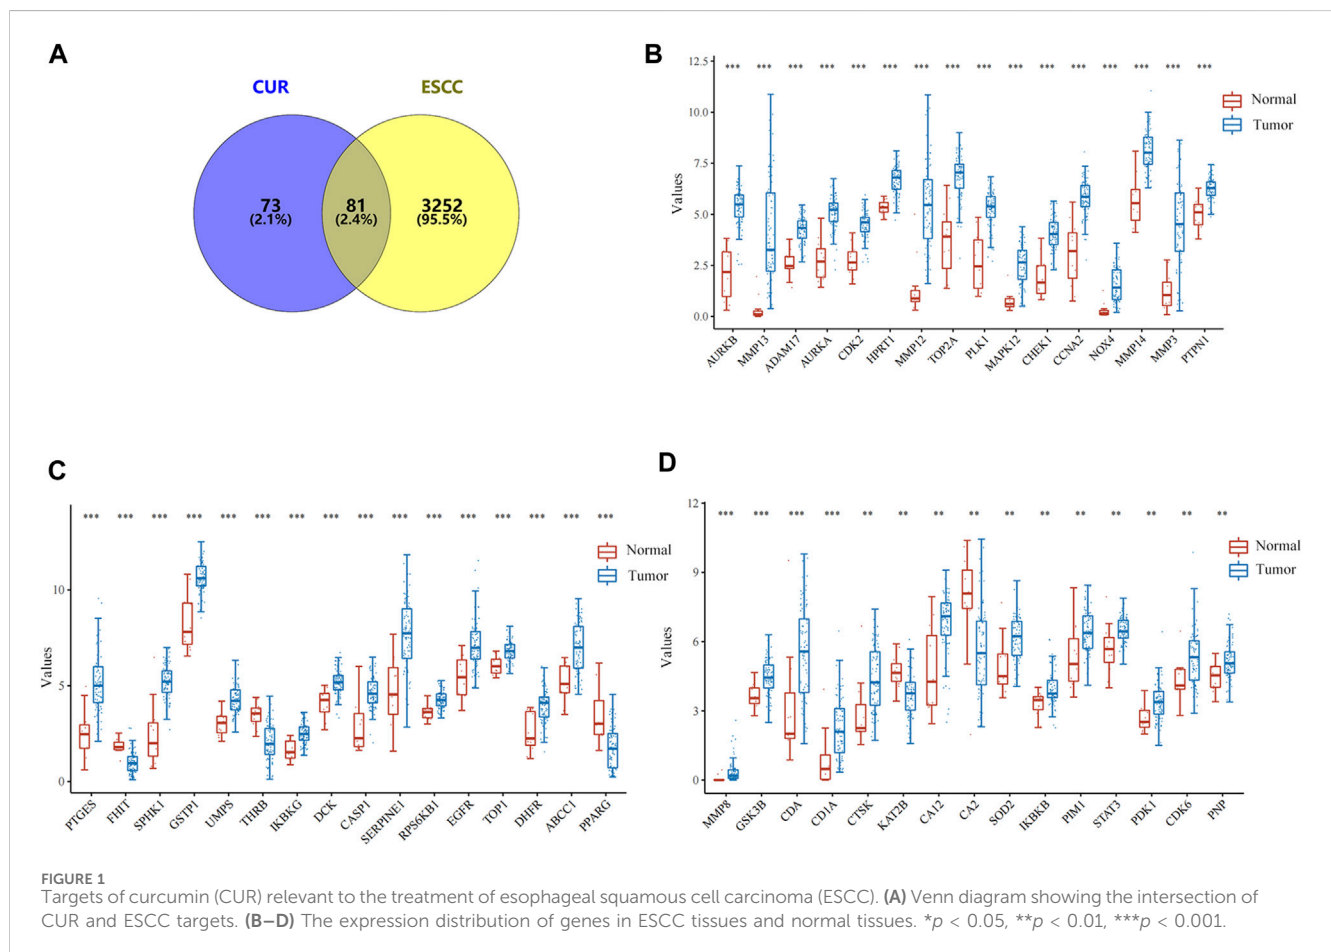 A
CUR
ESCC
73
(2.1%)
81
(2.4%)
3252
(95.5%)
B
12.5
10.0
7.5
5.0
2.5
0.0
Values
*** *** *** *** *** *** *** *** *** *** *** *** *** *** *** ***
Normal
Tumor
AURKB MMP13 ADAM17 AURKA CDK2 HPRT1 MMP12 TOP2A PLK1 MAPK12 CHEK1 CCNA2 NOX4 MMP14 MMP3 PTPN1
C
10
5
0
Values
*** *** *** *** *** *** *** *** *** *** *** *** *** *** *** ***
Normal
Tumor
PTGES FHIT SPHK1 GSTP1 UMPS THRB IKBKG DCK CASP1 SERPINE1 RPS6KB1 EGFR TOP1 DHFR ABCC1 PPARG
D
12
9
6
3
0
Values
*** *** *** *** ** ** ** ** ** ** ** ** ** ** **
Normal
Tumor
MMP8 GSK3B CDA CD1A CTSK KAT2B CA12 CA2 SOD2 IKBKB PIM1 STAT3 PDK1 CDK6 PNP
FIGURE 1
Targets of curcumin (CUR) relevant to the treatment of esophageal squamous cell carcinoma (ESCC). (A) Venn diagram showing the intersection of
CUR and ESCC targets. (B–D) The expression distribution of genes in ESCC tissues and normal tissues. *p < 0.05, **p < 0.01, ***p < 0.001.